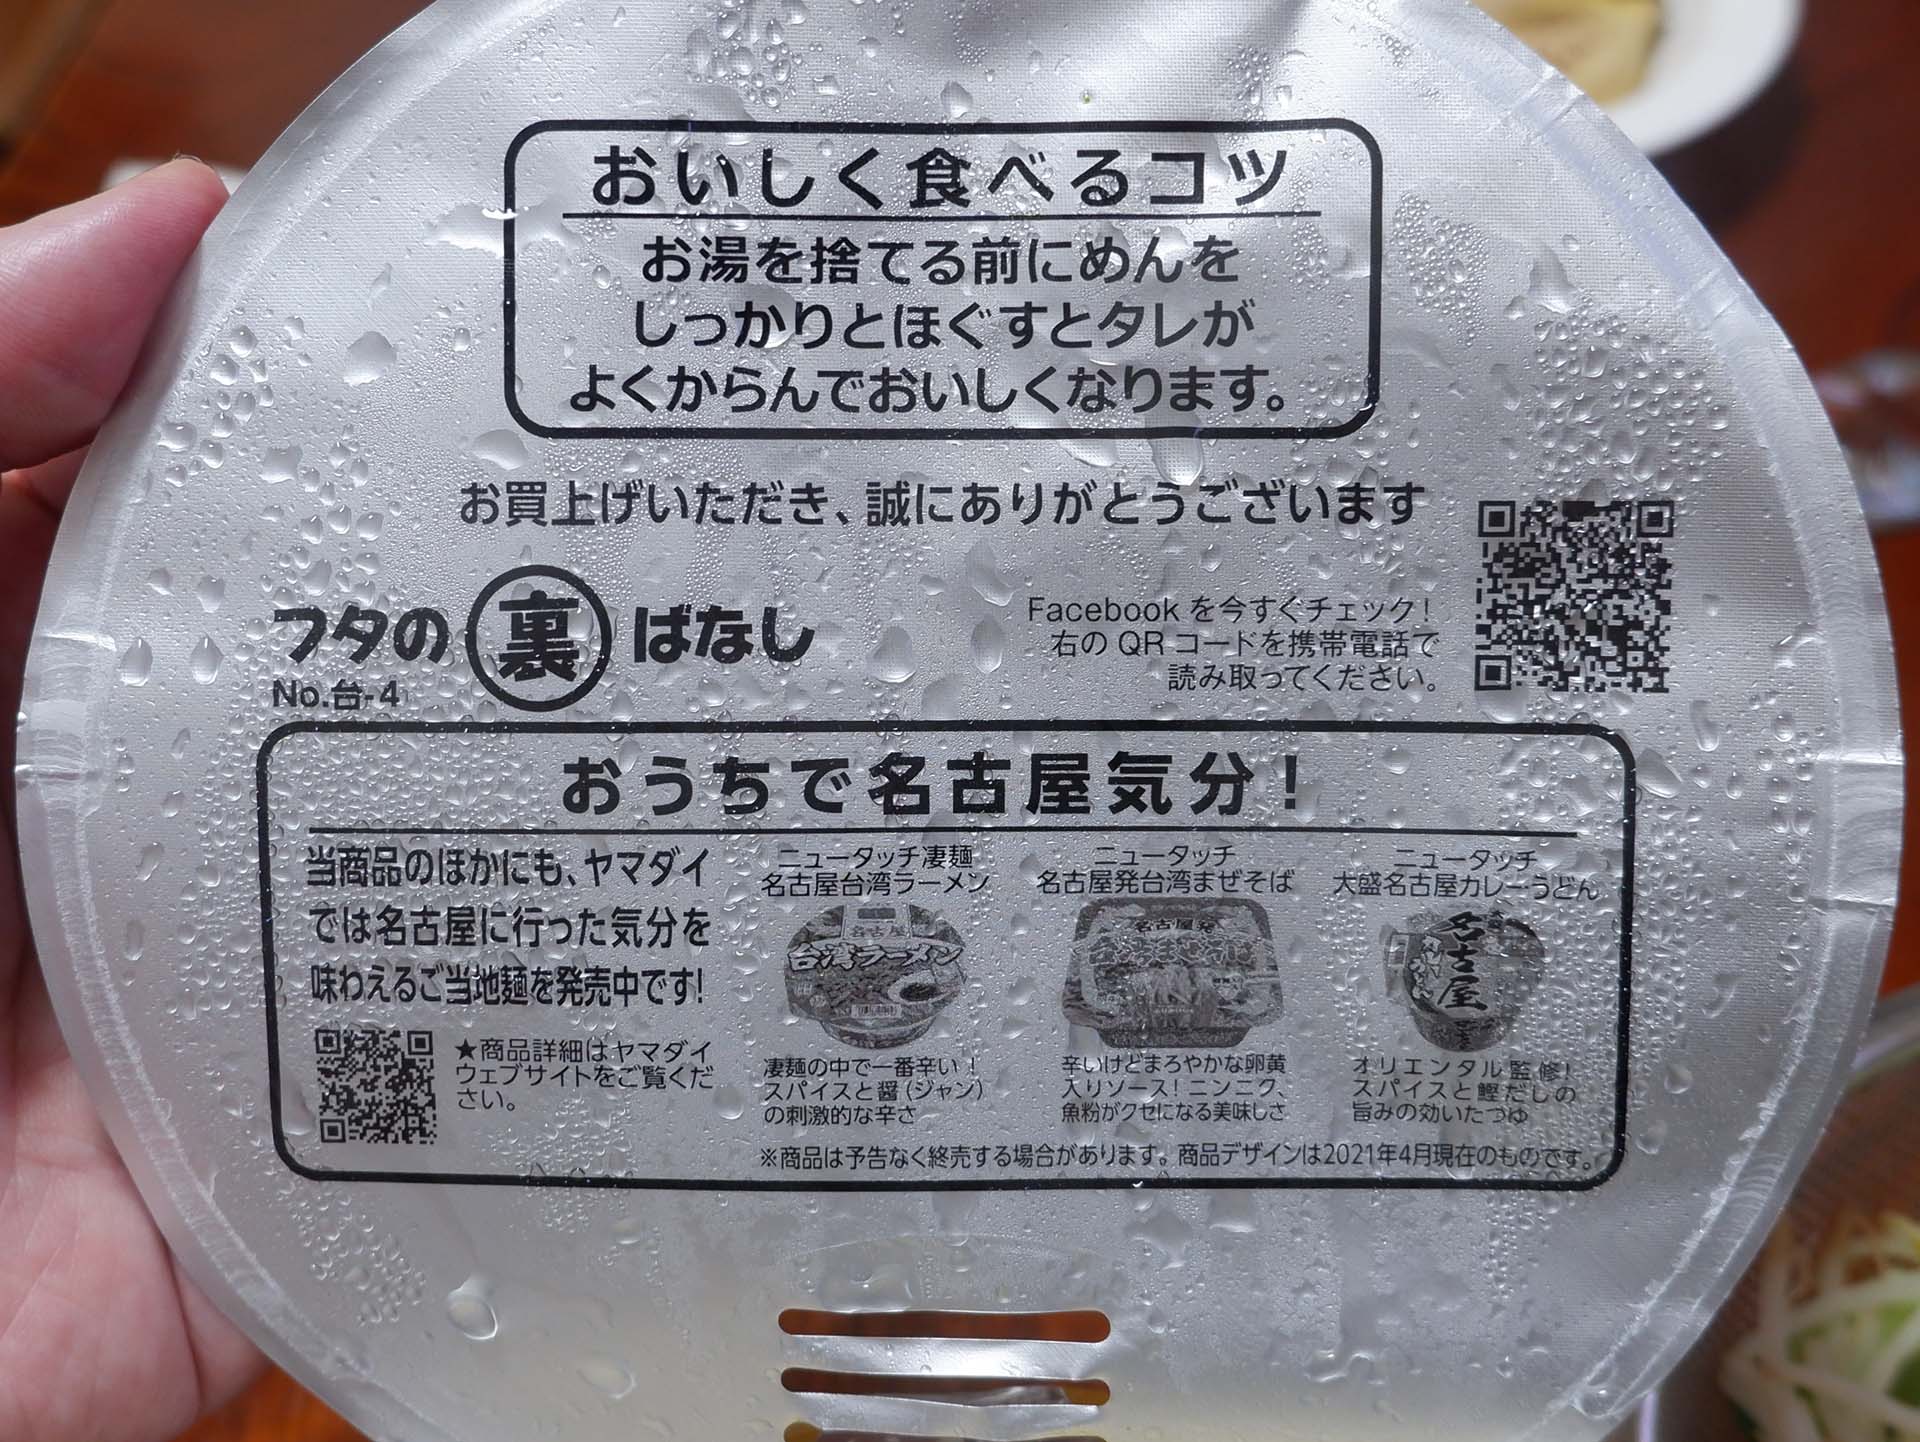 おいしく食べるコツ
お湯を捨てる前にめんを
しっかりとほぐすとタレが
よくからんでおいしくなります。
お買上げいただき、誠にありがとうございます
フタの裏ばなし
No.台-4
Facebookを今すぐチェック!
右のQRコードを携帯電話で
読み取ってください。
おうちで名古屋気分!
当商品のほかにも、ヤマダイ
では名古屋に行った気分を
味わえるご当地麺を発売中です!
★商品詳細はヤマダイ
ウェブサイトをご覧くだ
さい。
ニュータッチ凄麺
名古屋台湾ラーメン
名古屋
台湾ラーメン
凄麺の中で一番辛い!
スパイスと醤(ジャン)
の刺激的な辛さ
ニュータッチ
名古屋発台湾まぜそば
名古屋発
台湾まぜそば
辛いけどまろやかな卵黄
入りソース!ニンニク、
魚粉がクセになる美味しさ
ニュータッチ
大盛名古屋カレーうどん
名古屋
カレーうどん
オリエンタル監修!
スパイスと鰹だしの
旨みの効いたつゆ
※商品は予告なく終売する場合があります。商品デザインは2021年4月現在のものです。